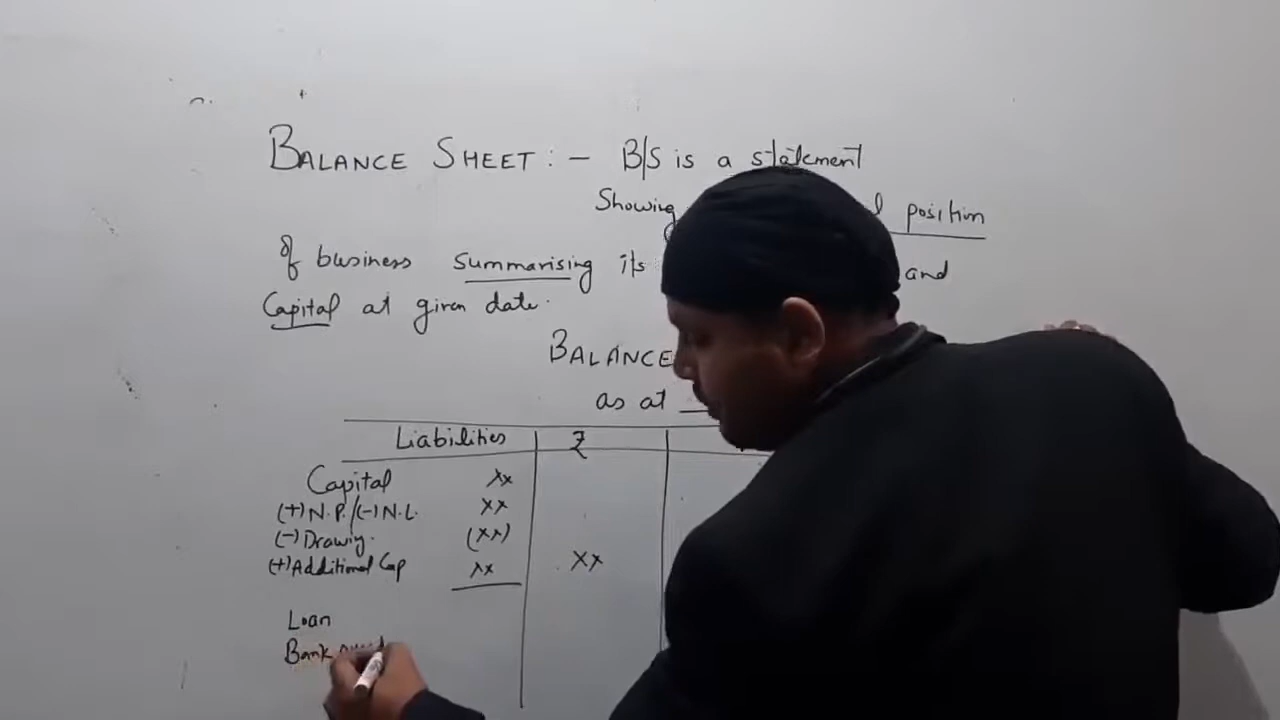 BALANCE SHEET :- B/S is a statement
Showing position
of business summarising its and
Capital at given date.
BALANCE
as at
Liabilities ₹
Capital xx
(+) N.P./(-) N.L. xx
(-) Drawing. (xx)
(+) Additional Cap xx xx
Loan
Bank